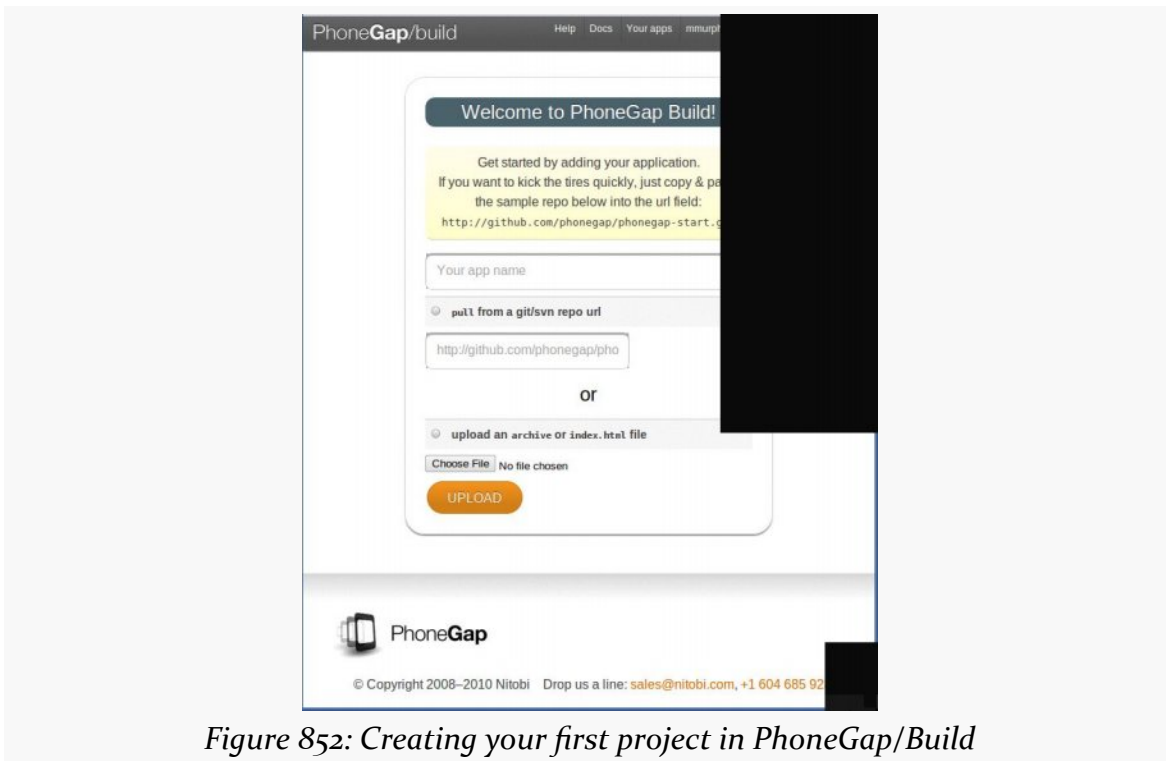 PhoneGap/build Help Docs Your apps
Welcome to PhoneGap Build!
Get started by adding your application.
If you want to kick the tires quickly, just copy &
the sample repo below into the url field:
http://github.com/phonegap/phonegap-start.g
Your app name
pull from a git/svn repo url
http://github.com/phonegap/pho
or
upload an archive or index.html file
Choose File No file chosen
UPLOAD
PhoneGap
© Copyright 2008–2010 Nitobi Drop us a line: sales@nitobi.com, +1 604 685 92
Figure 852: Creating your first project in PhoneGap/Build